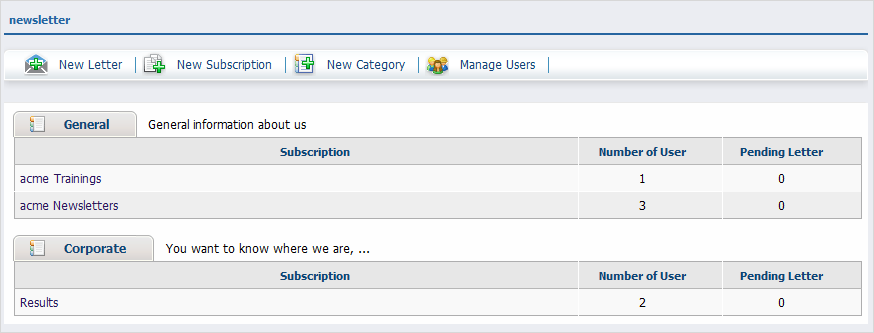 newsletter
New Letter New Subscription New Category Manage Users
General General information about us
Subscription Number of User Pending Letter
acme Trainings 1 0
acme Newsletters 3 0
Corporate You want to know where we are, ...
Subscription Number of User Pending Letter
Results 2 0